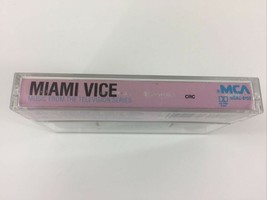 MIAMI VICE
MUSIC FROM THE TELEVISION SERIES
CRC
MCA